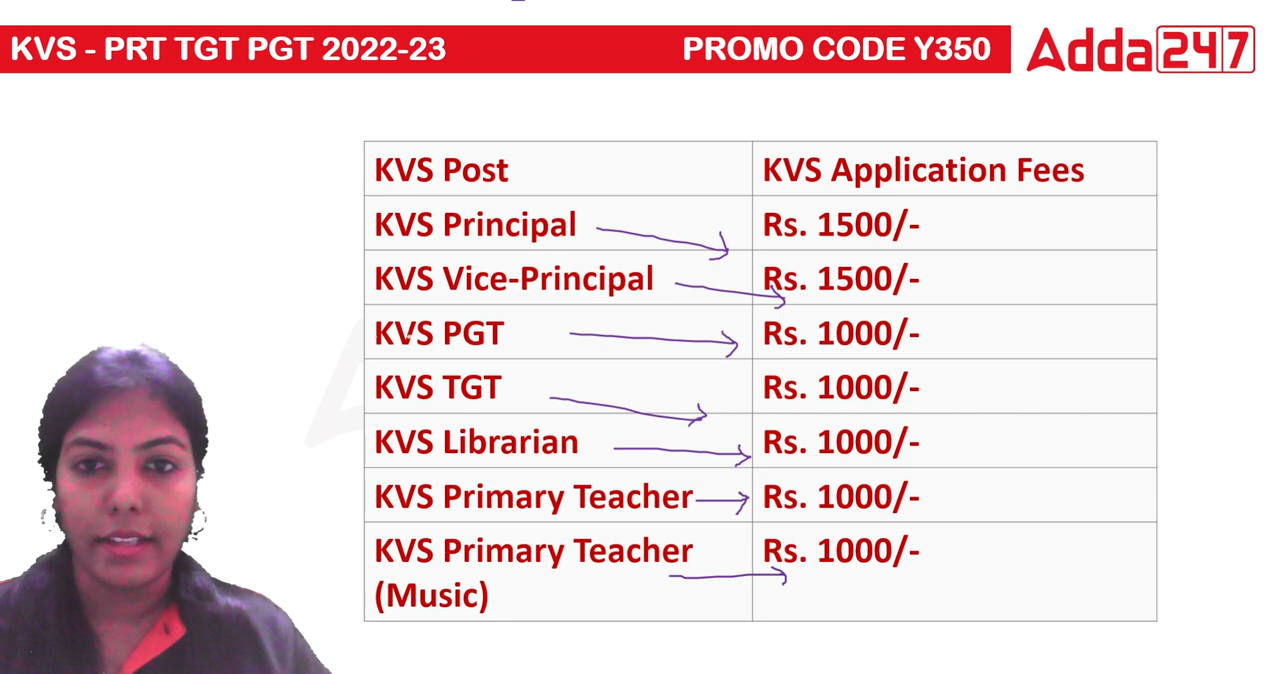 KVS - PRT TGT PGT 2022-23 PROMO CODE Y350 Adda247
KVS Post KVS Application Fees
KVS Principal Rs. 1500/-
KVS Vice-Principal Rs. 1500/-
KVS PGT Rs. 1000/-
KVS TGT Rs. 1000/-
KVS Librarian Rs. 1000/-
KVS Primary Teacher Rs. 1000/-
KVS Primary Teacher Rs. 1000/-
(Music)